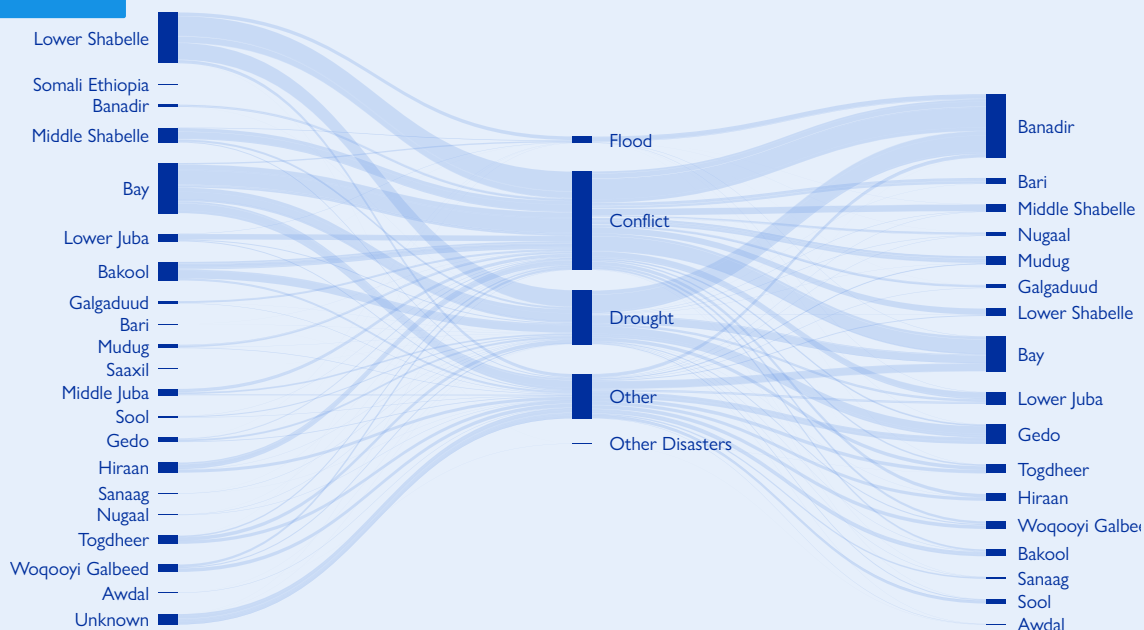 Lower Shabelle
Somali Ethiopia
Banadir
Middle Shabelle
Bay
Lower Juba
Bakool
Galgaduud
Bari
Mudug
Saaxil
Middle Juba
Sool
Gedo
Hiraan
Sanaag
Nugaal
Togdheer
Woqooyi Galbeed
Awdal
Unknown
Flood
Conflict
Drought
Other
Other Disasters
Banadir
Bari
Middle Shabelle
Nugaal
Mudug
Galgaduud
Lower Shabelle
Bay
Lower Juba
Gedo
Togdheer
Hiraan
Woqooyi Galbee
Bakool
Sanaag
Sool
Awdal